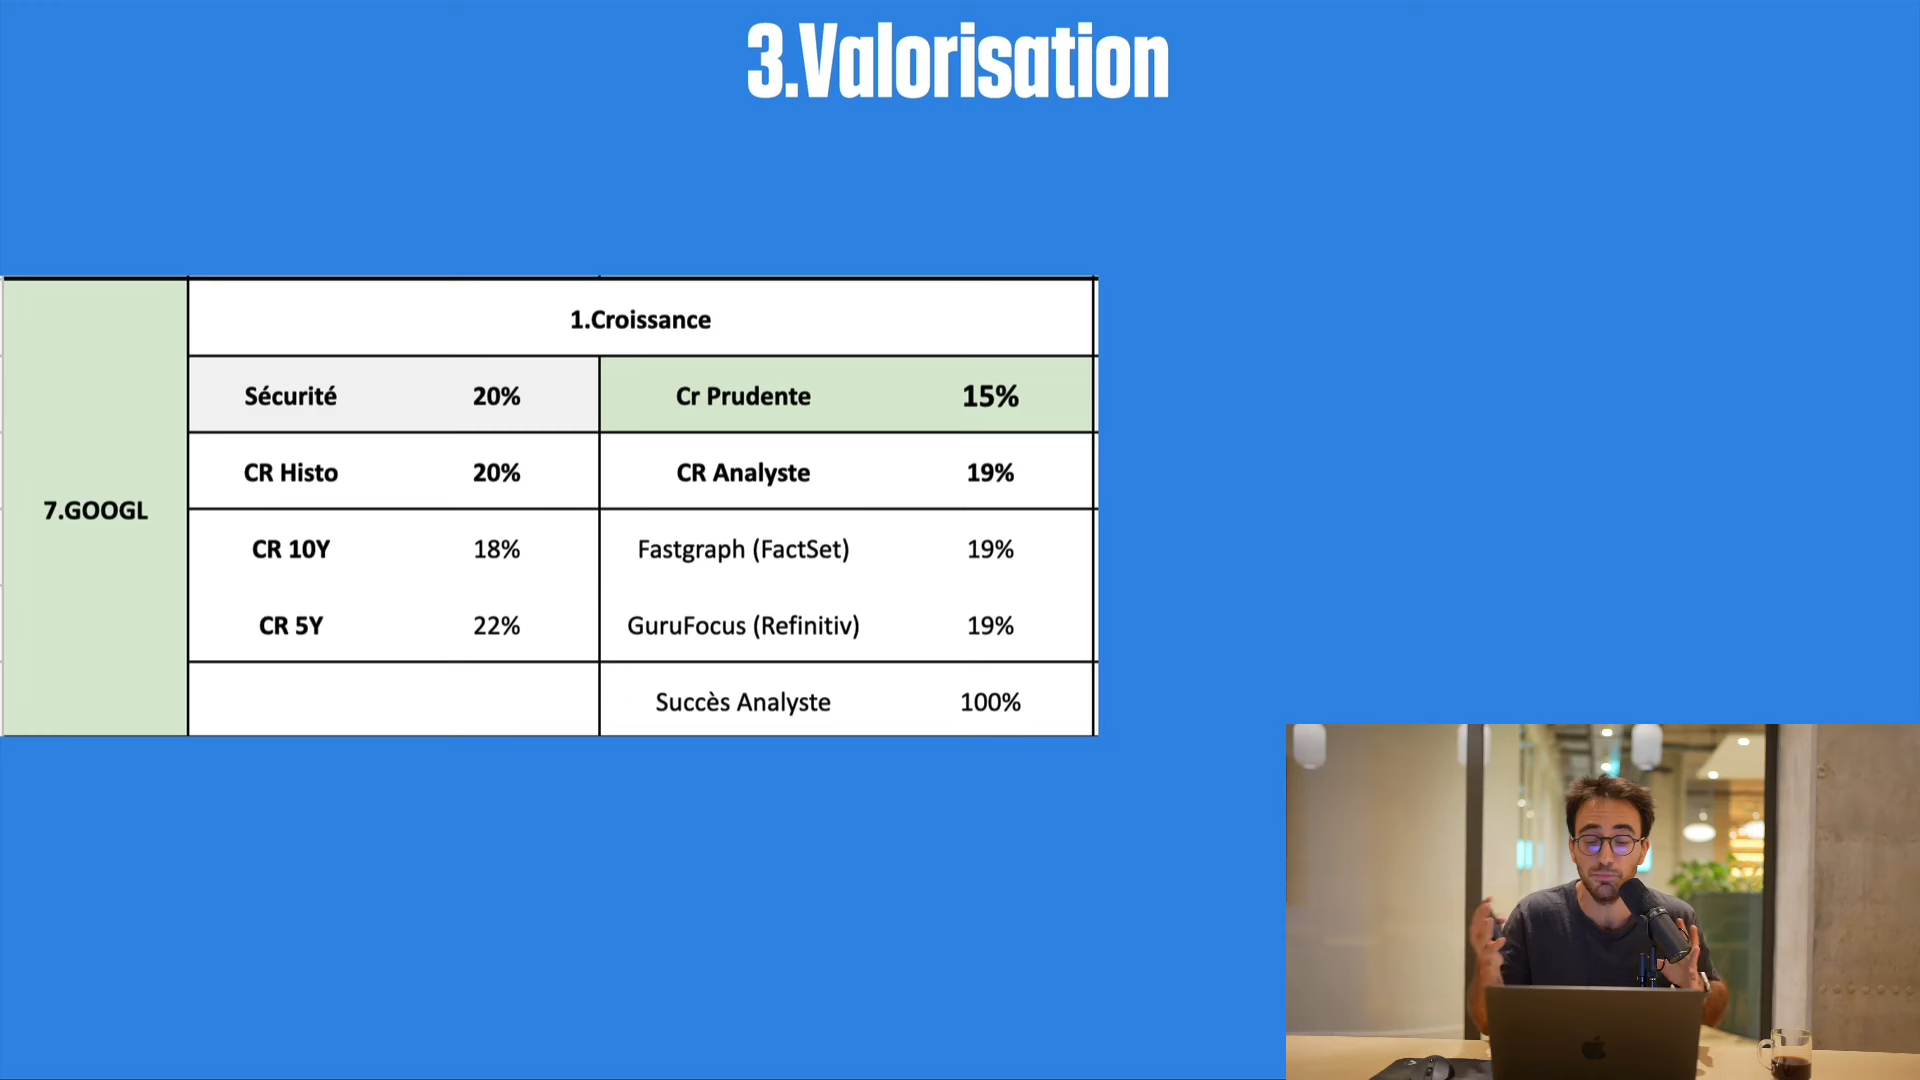 3.Valorisation
1.Croissance
7.GOOGL
Sécurité 20% Cr Prudente 15%
CR Histo 20% CR Analyste 19%
CR 10Y 18% Fastgraph (FactSet) 19%
CR 5Y 22% GuruFocus (Refinitiv) 19%
Succès Analyste 100%